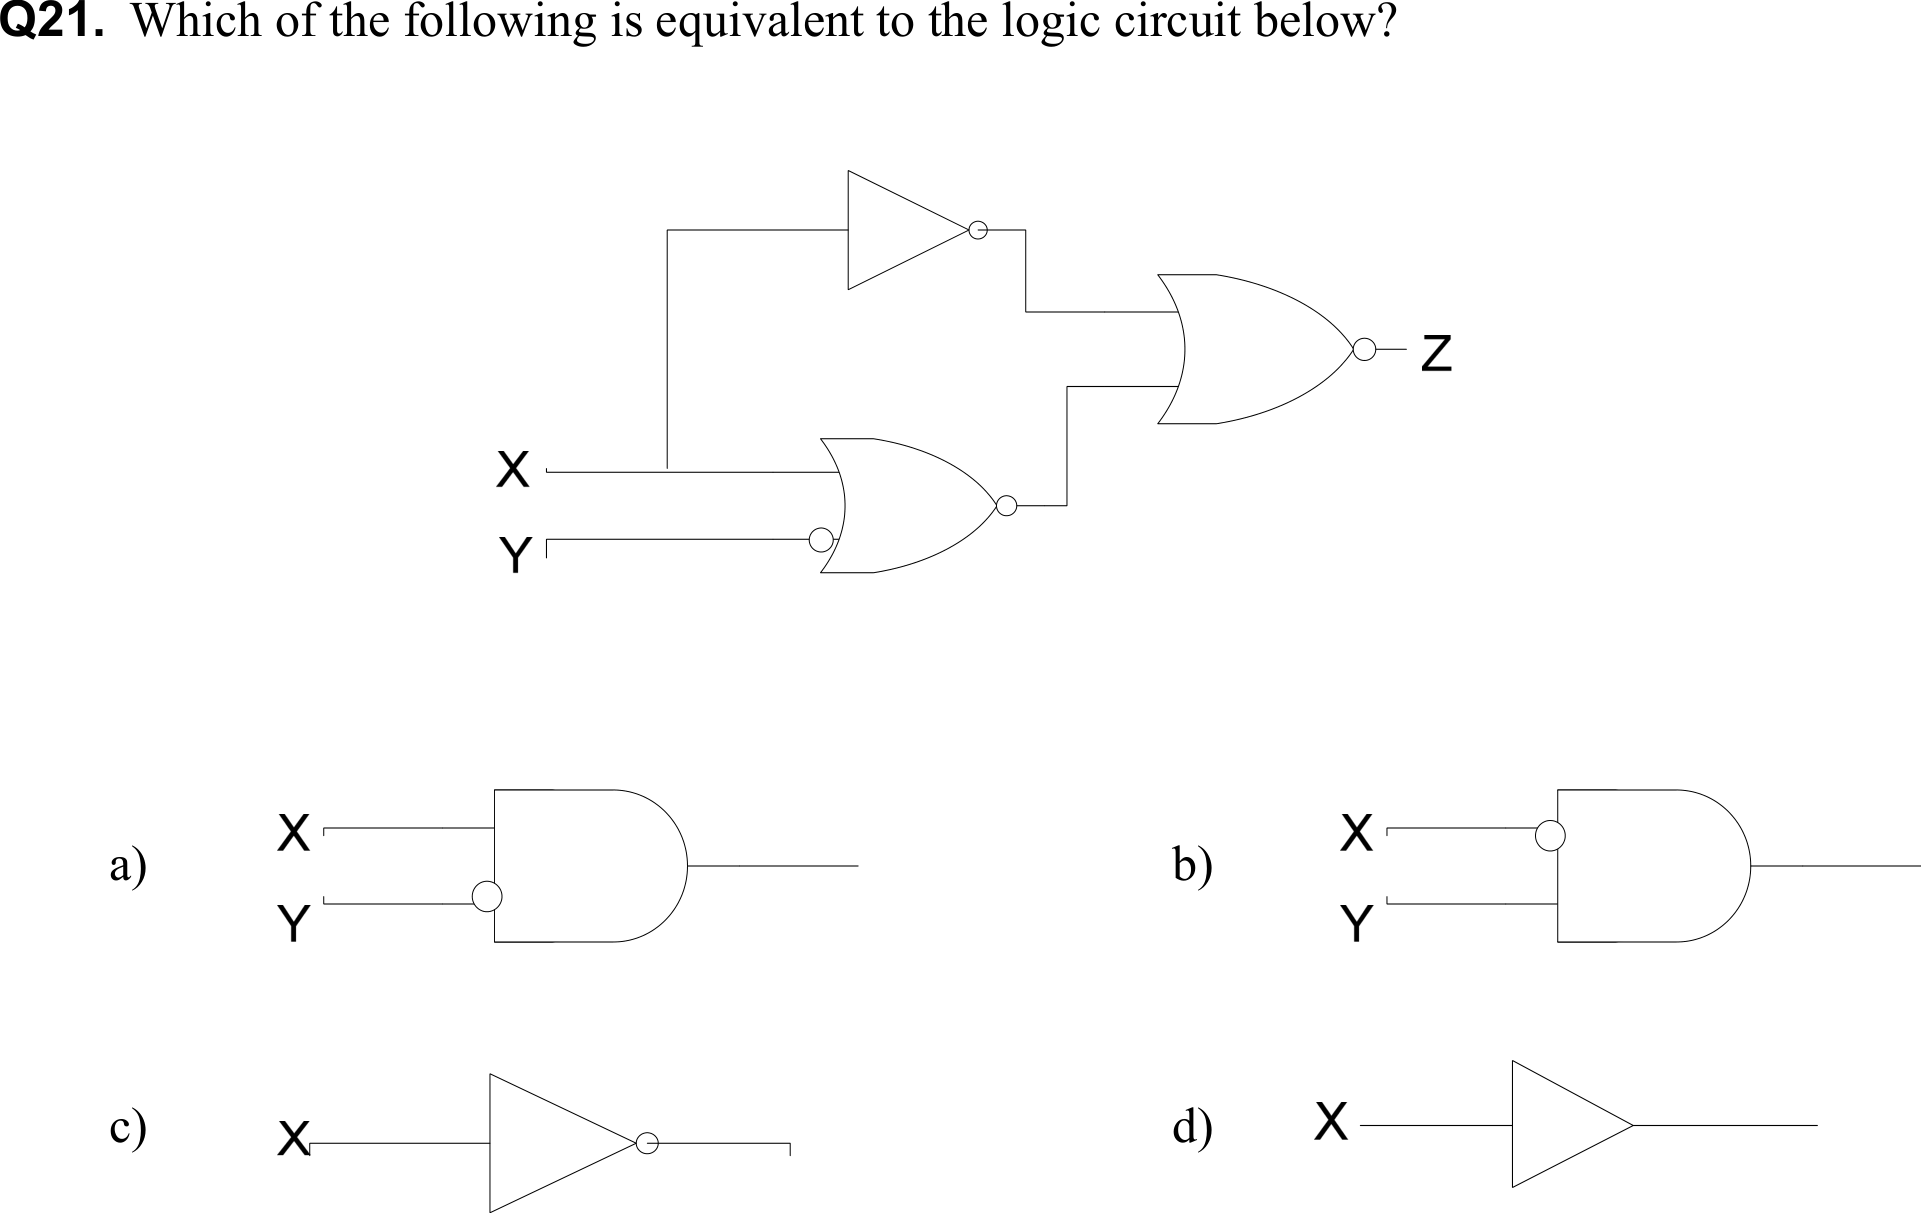 Q21. Which of the following is equivalent to the logic circuit below?
Z
X
Y
a) X
Y
b) X
Y
c) X
d) X